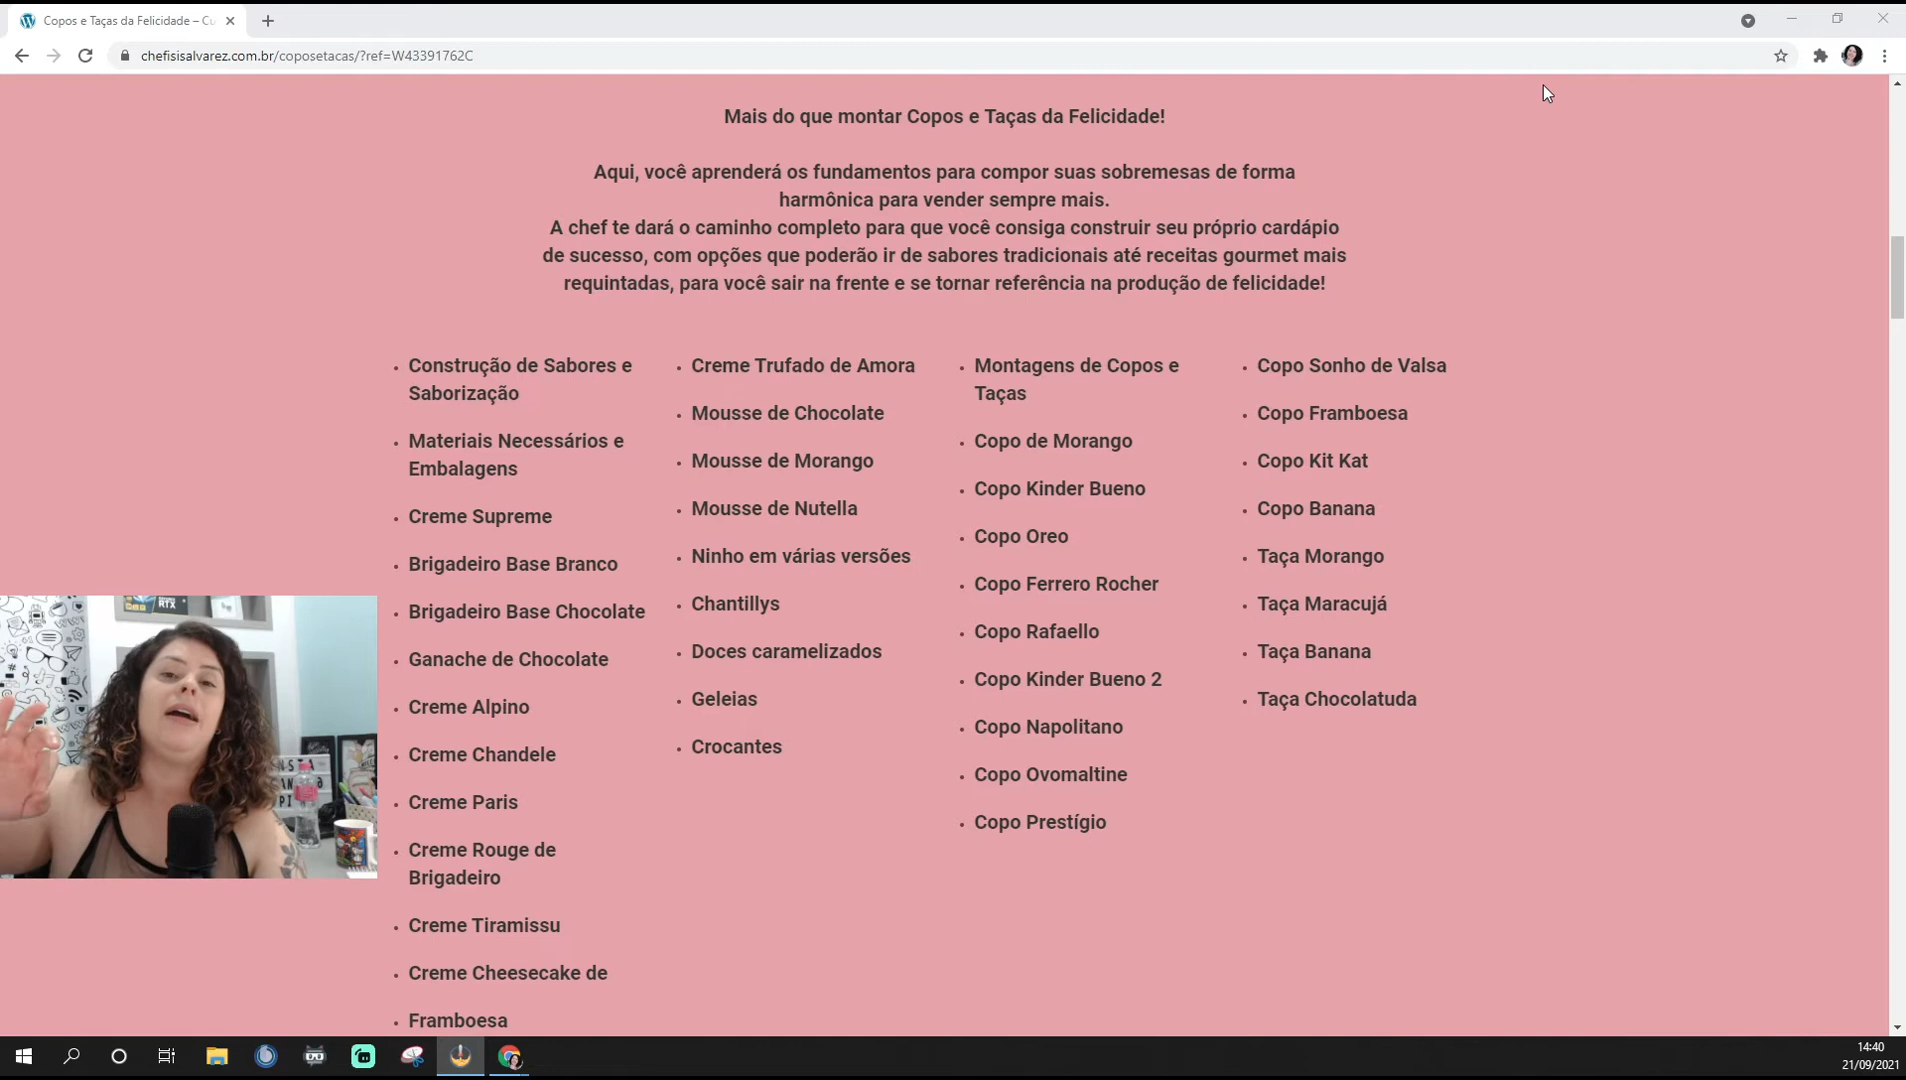 Copos e Taças da Felicidade – Cu
chefisisalvarez.com.br/coposetacas/?ref=W43391762C
Mais do que montar Copos e Taças da Felicidade!
Aqui, você aprenderá os fundamentos para compor suas sobremesas de forma
harmônica para vender sempre mais.
A chef te dará o caminho completo para que você consiga construir seu próprio cardápio
de sucesso, com opções que poderão ir de sabores tradicionais até receitas gourmet mais
requintadas, para você sair na frente e se tornar referência na produção de felicidade!
Construção de Sabores e
Saborização
Materiais Necessários e
Embalagens
Creme Supreme
Brigadeiro Base Branco
Brigadeiro Base Chocolate
Ganache de Chocolate
Creme Alpino
Creme Chandele
Creme Paris
Creme Rouge de
Brigadeiro
Creme Tiramissu
Creme Cheesecake de
Framboesa
Creme Trufado de Amora
Mousse de Chocolate
Mousse de Morango
Mousse de Nutella
Ninho em várias versões
Chantillys
Doces caramelizados
Geleias
Crocantes
Montagens de Copos e
Taças
Copo de Morango
Copo Kinder Bueno
Copo Oreo
Copo Ferrero Rocher
Copo Rafaello
Copo Kinder Bueno 2
Copo Napolitano
Copo Ovomaltine
Copo Prestígio
Copo Sonho de Valsa
Copo Framboesa
Copo Kit Kat
Copo Banana
Taça Morango
Taça Maracujá
Taça Banana
Taça Chocolatuda
RTX
14:40
21/09/2021